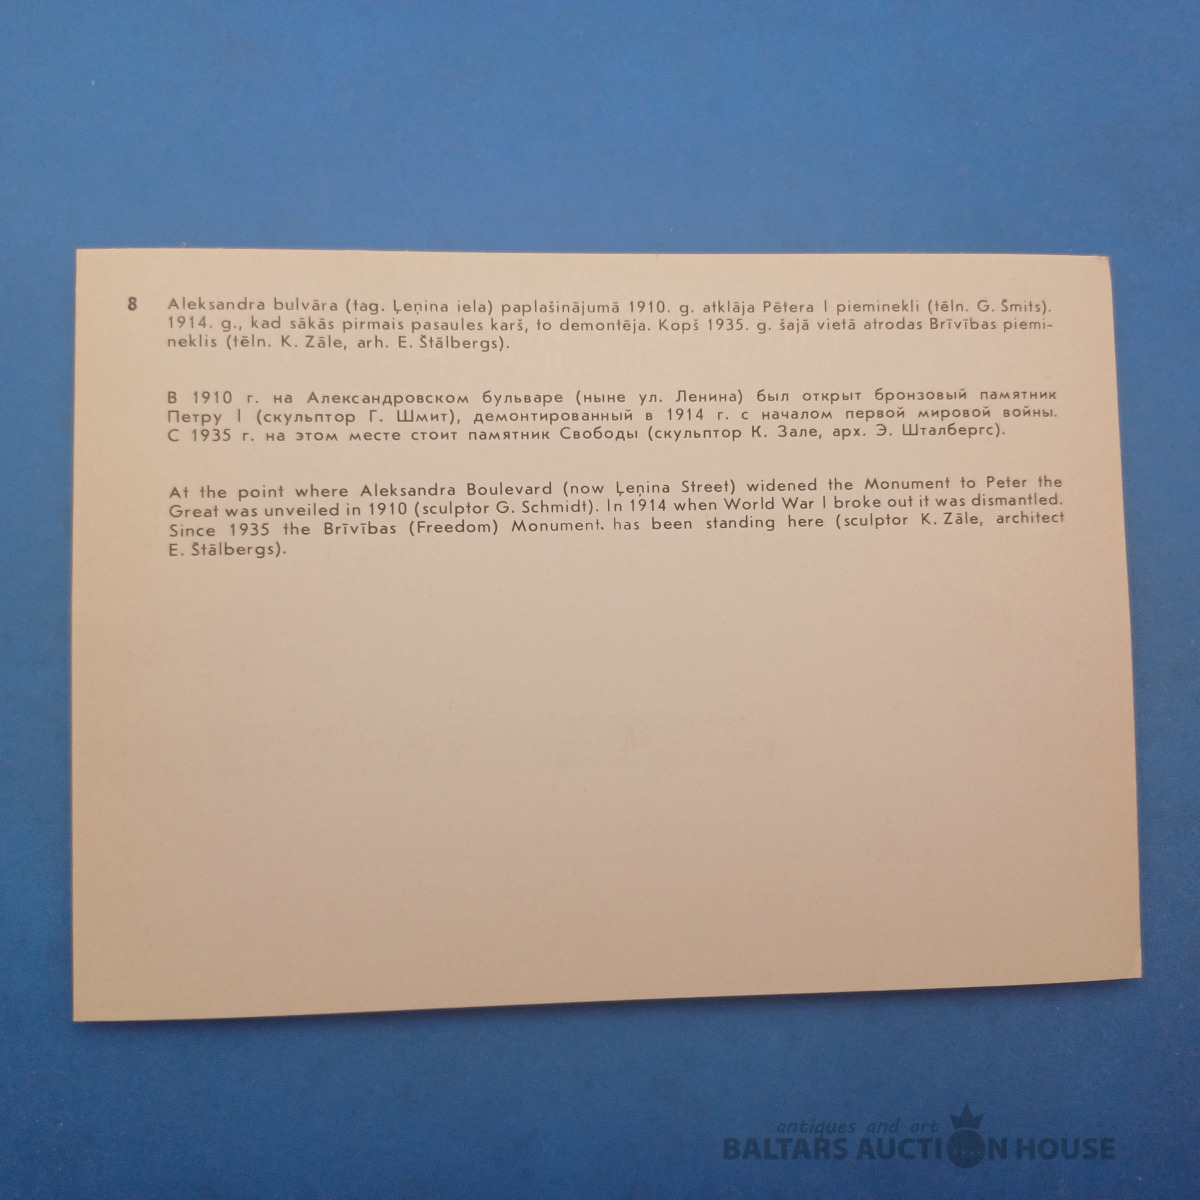 8 Aleksandra bulvāra (tag. Ļeņina iela) paplašinājumā 1910. g. atklāja Pētera I pieminekli (tēln. G. Šmits).
1914. g., kad sākās pirmais pasaules karš, to demontēja. Kopš 1935. g. šajā vietā atrodas Brīvības piemi-
neklis (tēln. K. Zāle, arh. E. Štālbergs).
В 1910 г. на Александровском бульваре (ныне ул. Ленина) был открыт бронзовый памятник
Петру I (скульптор Г. Шмит), демонтированный в 1914 г. с началом первой мировой войны.
С 1935 г. на этом месте стоит памятник Свободы (скульптор К. Зале, арх. Э. Шталбергс).
At the point where Aleksandra Boulevard (now Ļeņina Street) widened the Monument to Peter the
Great was unveiled in 1910 (sculptor G. Schmidt). In 1914 when World War I broke out it was dismantled.
Since 1935 the Brīvības (Freedom) Monument. has been standing here (sculptor K. Zāle, architect
E. Štālbergs).
antiques and art
BALTARS AUCTION HOUSE